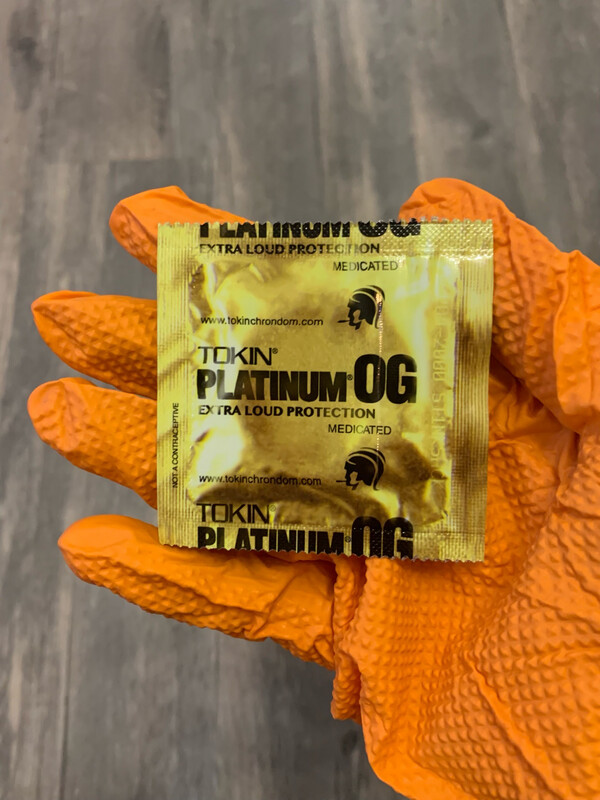 PLATINUM OG
EXTRA LOUD PROTECTION
MEDICATED
www.tokinchrondom.com
TOKIN®
PLATINUM® OG
EXTRA LOUD PROTECTION
MEDICATED
NOT A CONTRACEPTIVE
www.tokinchrondom.com
TOKIN
PLATINUM® OG